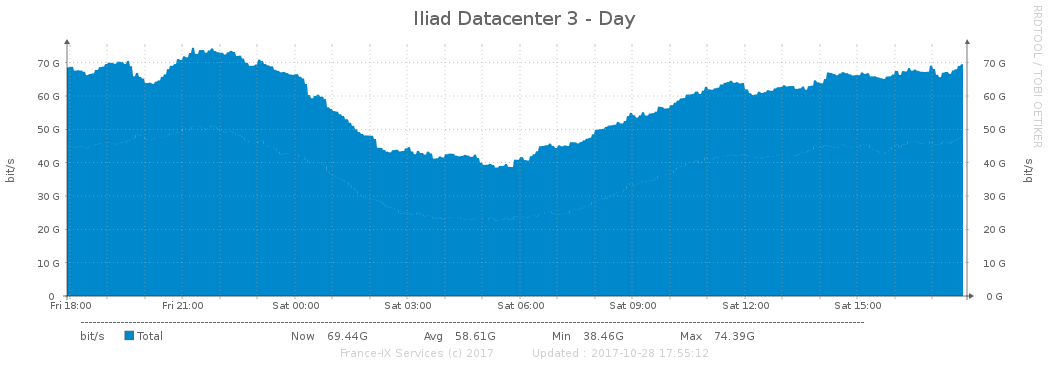 Iliad Datacenter 3 - Day
RRDTOOL / TOBI OETIKER
bit/s
70 G 70 G
60 G 60 G
50 G 50 G
40 G 40 G
30 G 30 G
20 G 20 G
10 G 10 G
0 0 G
bit/s
Fri 18:00 Fri 21:00 Sat 00:00 Sat 03:00 Sat 06:00 Sat 09:00 Sat 12:00 Sat 15:00
bit/s Total Now 69.44G Avg 58.61G Min 38.46G Max 74.39G
France-IX Services (c) 2017 Updated : 2017-10-28 17:55:12